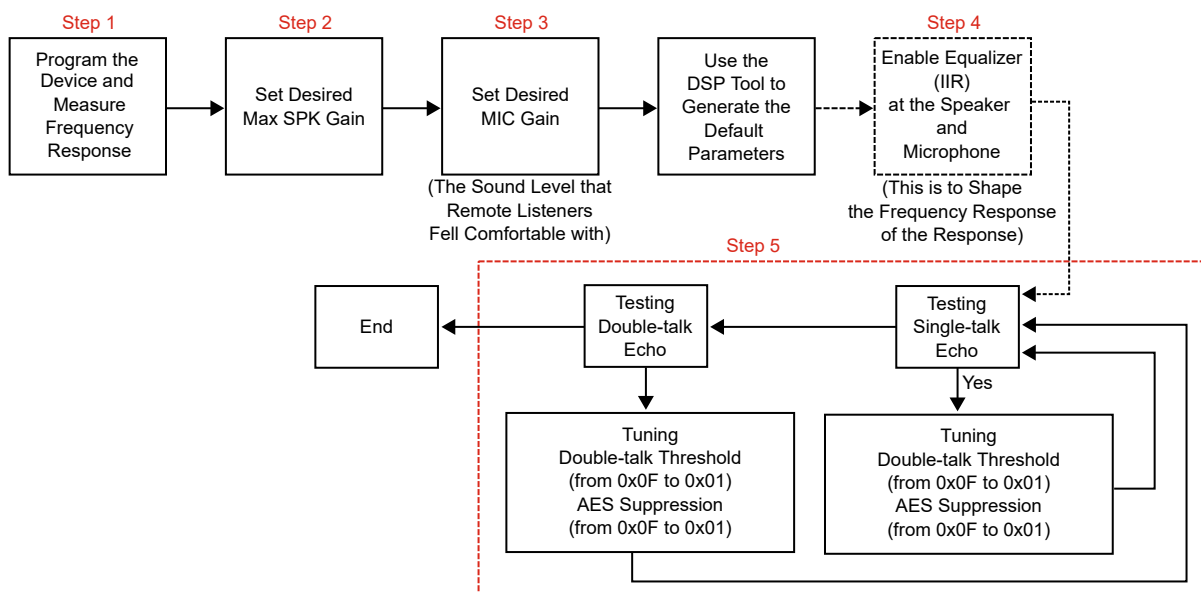 Step 1
Program the
Device and
Measure
Frequency
Response
Step 2
Set Desired
Max SPK Gain
Step 3
Set Desired
MIC Gain
(The Sound Level that
Remote Listeners
Fell Comfortable with)
Use the
DSP Tool to
Generate the
Default
Parameters
Step 4
Enable Equalizer
(IIR)
at the Speaker
and
Microphone
(This is to Shape
the Frequency Response
of the Response)
Step 5
End
Testing
Double-talk
Echo
Testing
Single-talk
Echo
Yes
Tuning
Double-talk Threshold
(from 0x0F to 0x01)
AES Suppression
(from 0x0F to 0x01)
Tuning
Double-talk Threshold
(from 0x0F to 0x01)
AES Suppression
(from 0x0F to 0x01)